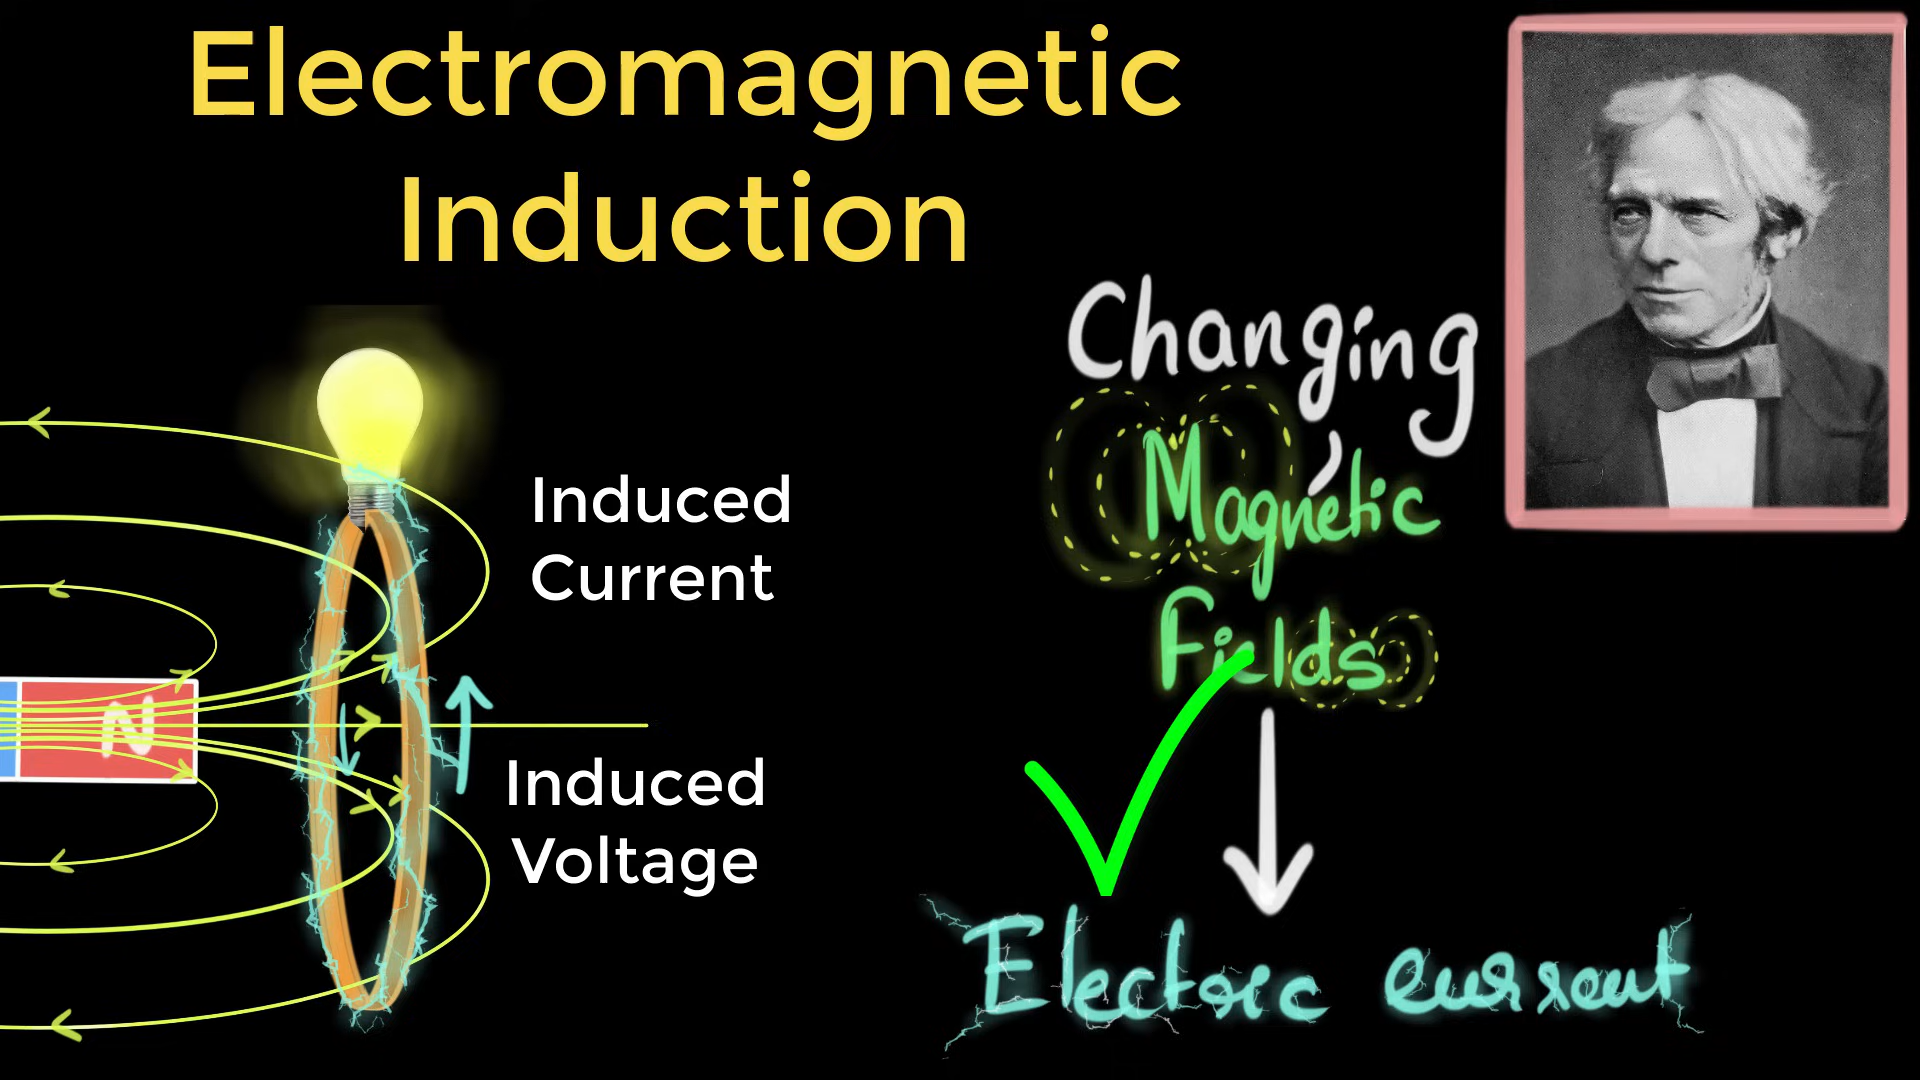 Electromagnetic
Induction
Changing
Magnetic
fields
Induced
Current
N
Induced
Voltage
Electric current